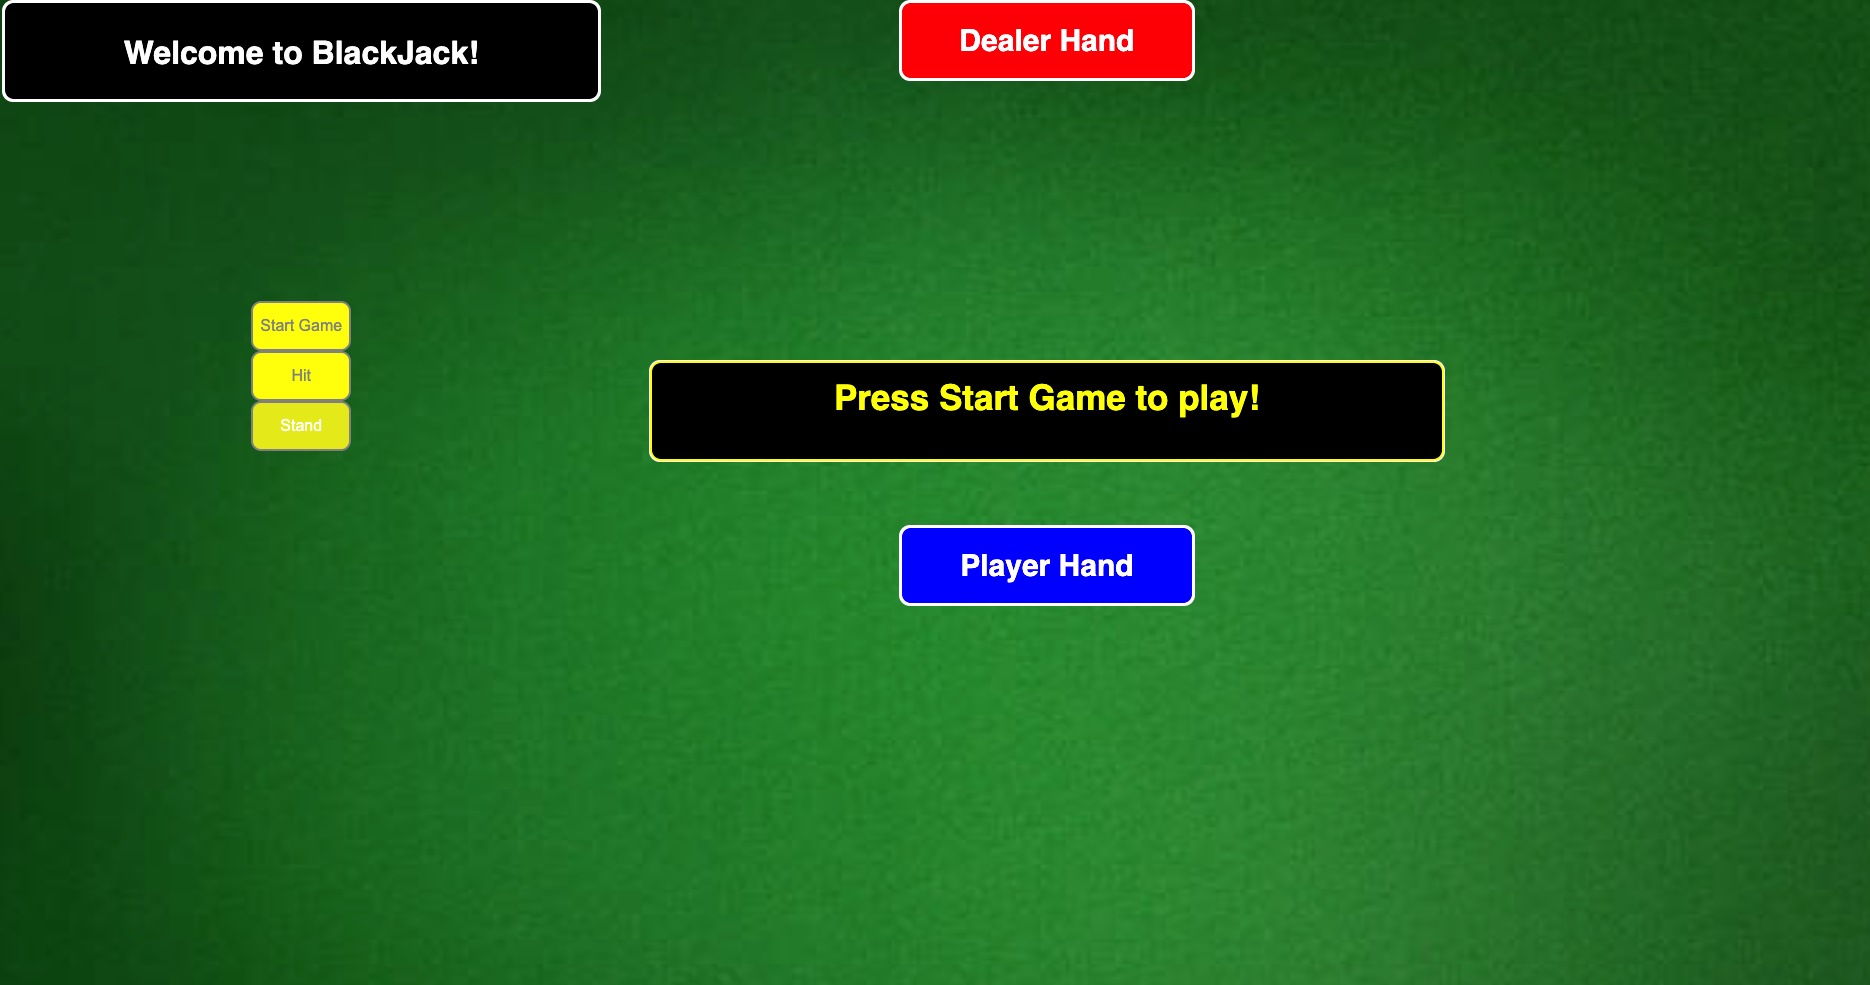 Welcome to BlackJack!
Dealer Hand
Start Game
Hit
Stand
Press Start Game to play!
Player Hand